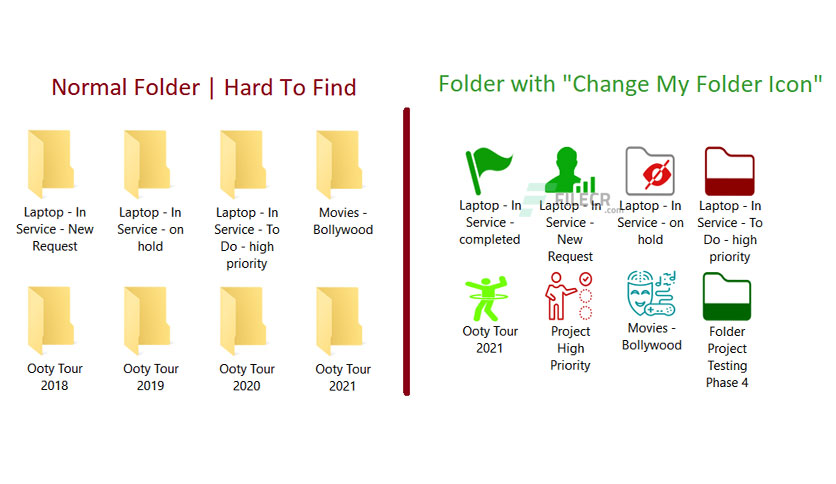 Normal Folder | Hard To Find
Laptop - In
Service - New
Request
Laptop - In
Service - on
hold
Laptop - In
Service - To
Do - high
priority
Movies -
Bollywood
Ooty Tour
2018
Ooty Tour
2019
Ooty Tour
2020
Ooty Tour
2021
Folder with "Change My Folder Icon"
Laptop - In
Service -
completed
Laptop - In
Service -
New
Request
Laptop - In
Service - on
hold
Laptop - In
Service - To
Do - high
priority
FILECR
.com
Ooty Tour
2021
Project
High
Priority
Movies -
Bollywood
Folder
Project
Testing
Phase 4